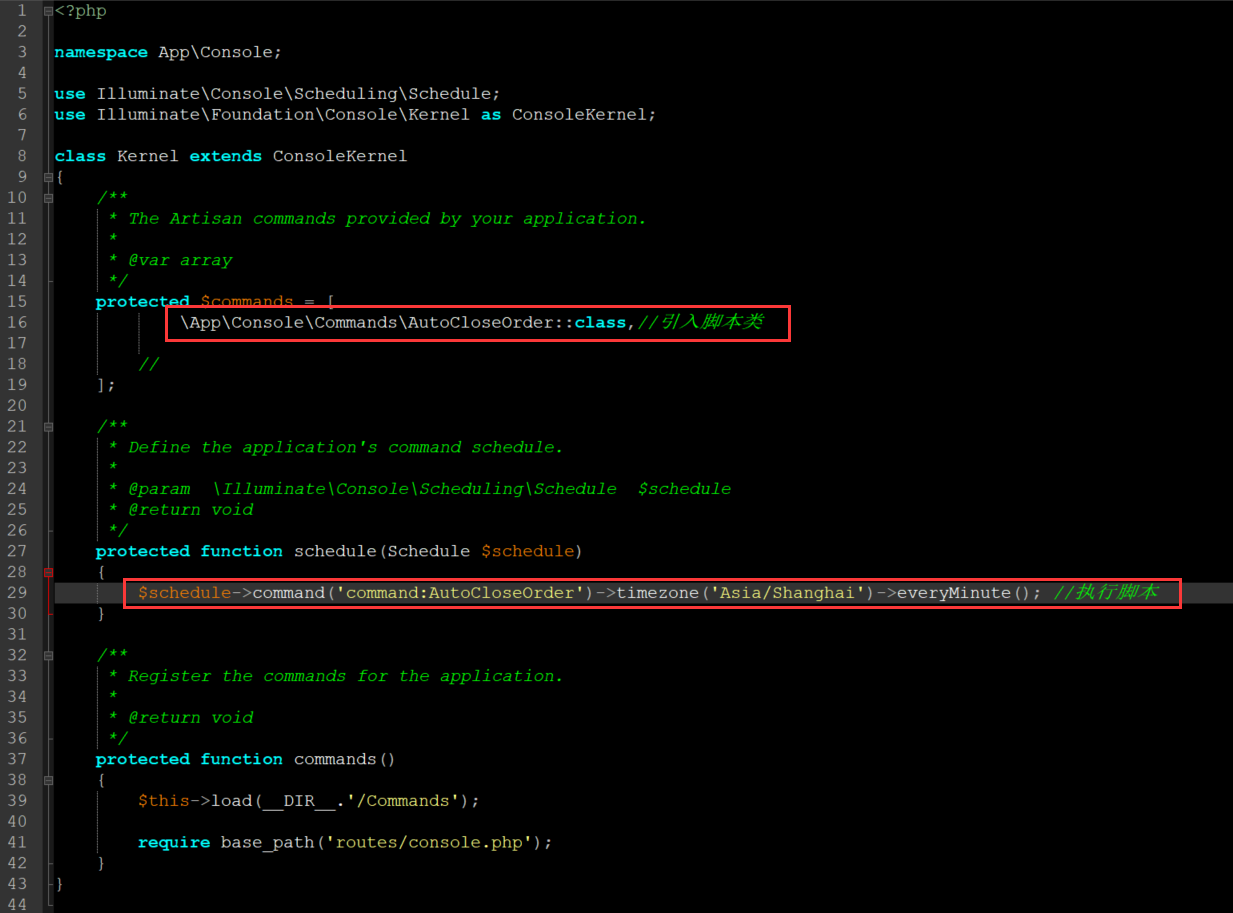 1 <?php
2
3 namespace App\Console;
4
5 use Illuminate\Console\Scheduling\Schedule;
6 use Illuminate\Foundation\Console\Kernel as ConsoleKernel;
7
8 class Kernel extends ConsoleKernel
9 {
10 /**
11 * The Artisan commands provided by your application.
12 *
13 * @var array
14 */
15 protected $commands = [
16 \App\Console\Commands\AutoCloseOrder::class,//引入脚本类
17
18 //
19 ];
20
21 /**
22 * Define the application's command schedule.
23 *
24 * @param  \Illuminate\Console\Scheduling\Schedule  $schedule
25 * @return void
26 */
27 protected function schedule(Schedule $schedule)
28 {
29 $schedule->command('command:AutoCloseOrder')->timezone('Asia/Shanghai')->everyMinute(); //执行脚本
30 }
31
32 /**
33 * Register the commands for the application.
34 *
35 * @return void
36 */
37 protected function commands()
38 {
39 $this->load(__DIR__.'/Commands');
40
41 require base_path('routes/console.php');
42 }
43 }
44